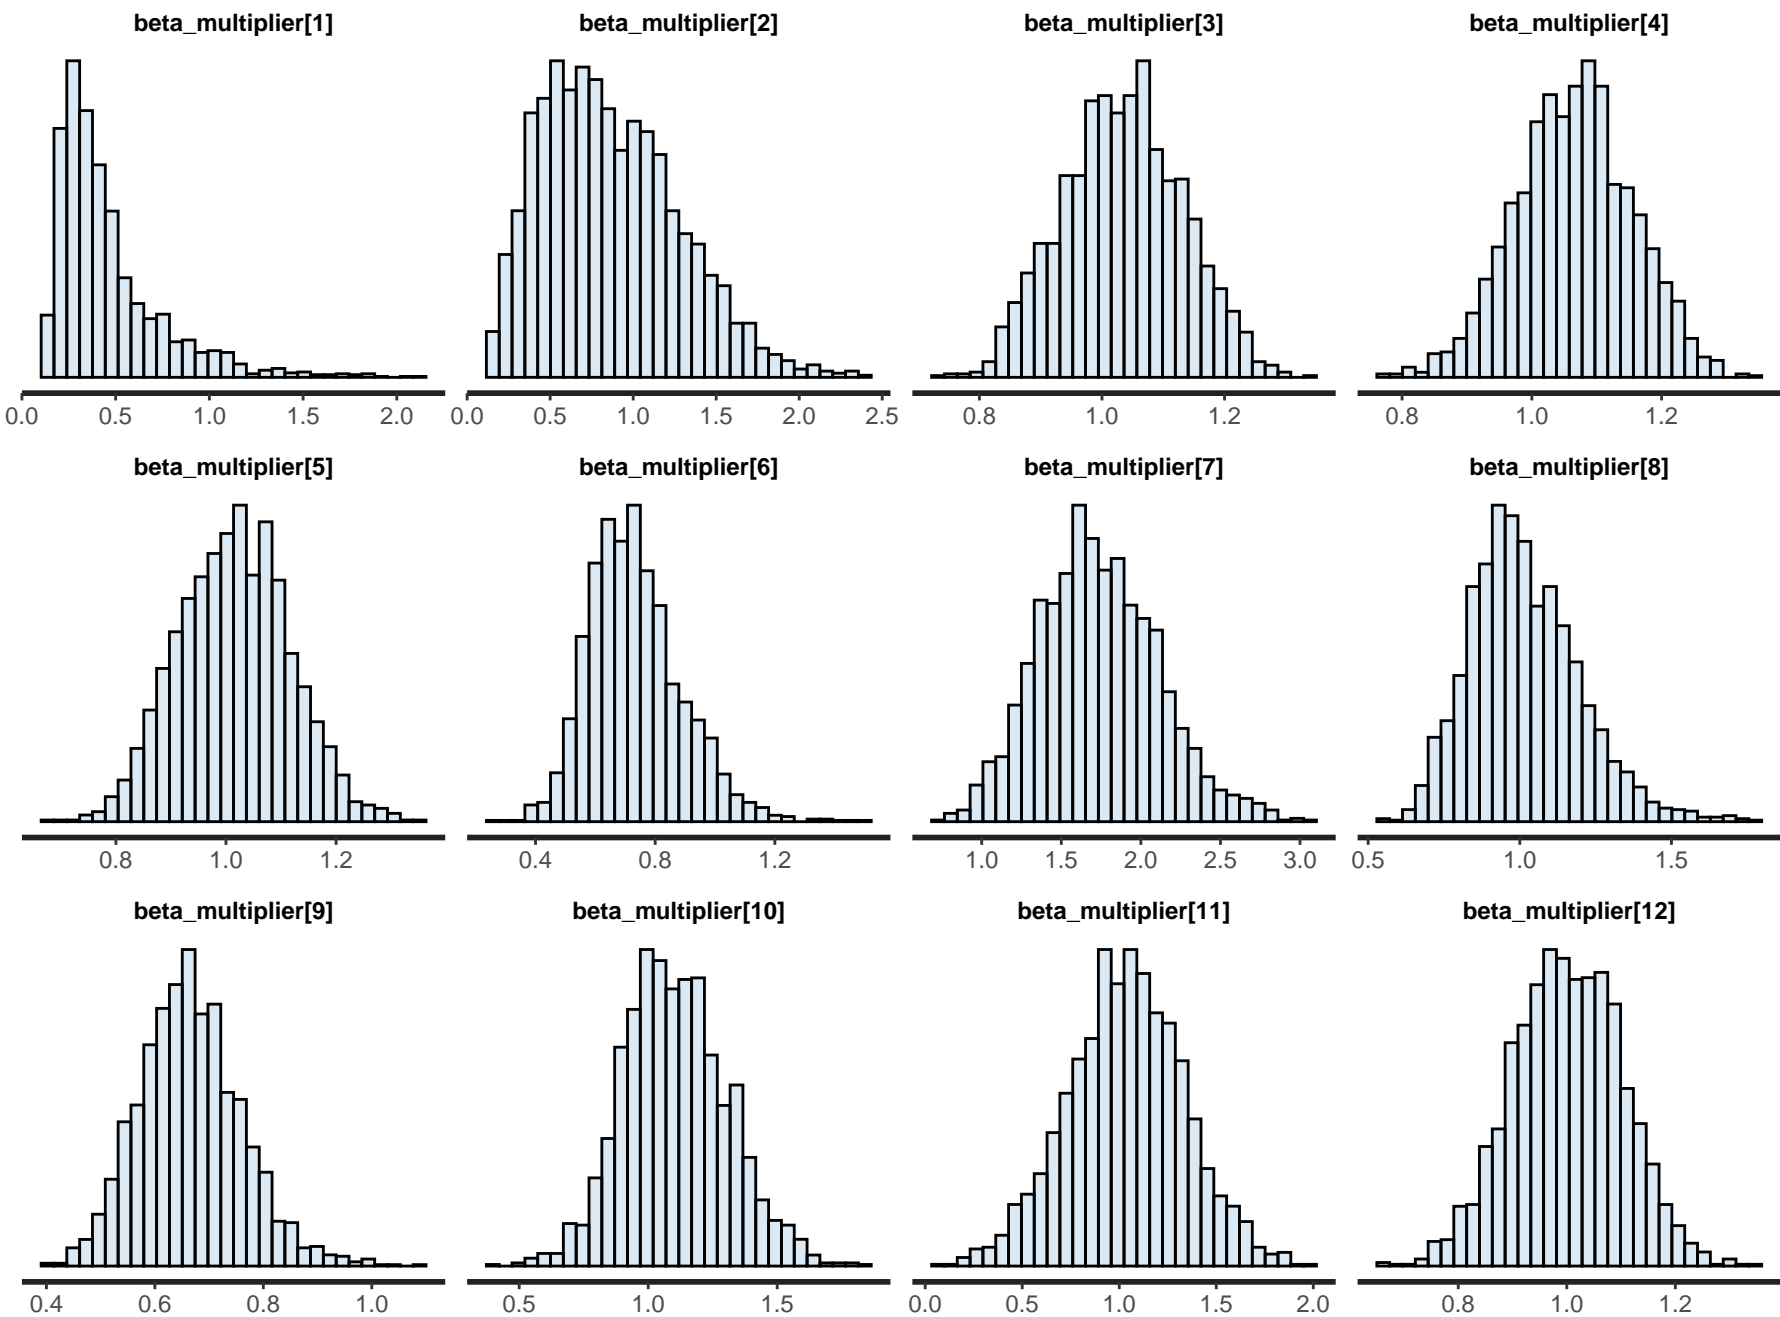 beta_multiplier[1] beta_multiplier[2] beta_multiplier[3] beta_multiplier[4]
0.0 0.5 1.0 1.5 2.0 0.0 0.5 1.0 1.5 2.0 2.5 0.8 1.0 1.2 0.8 1.0 1.2
beta_multiplier[5] beta_multiplier[6] beta_multiplier[7] beta_multiplier[8]
0.8 1.0 1.2 0.4 0.8 1.2 1.0 1.5 2.0 2.5 3.0 0.5 1.0 1.5
beta_multiplier[9] beta_multiplier[10] beta_multiplier[11] beta_multiplier[12]
0.4 0.6 0.8 1.0 0.5 1.0 1.5 0.0 0.5 1.0 1.5 2.0 0.8 1.0 1.2